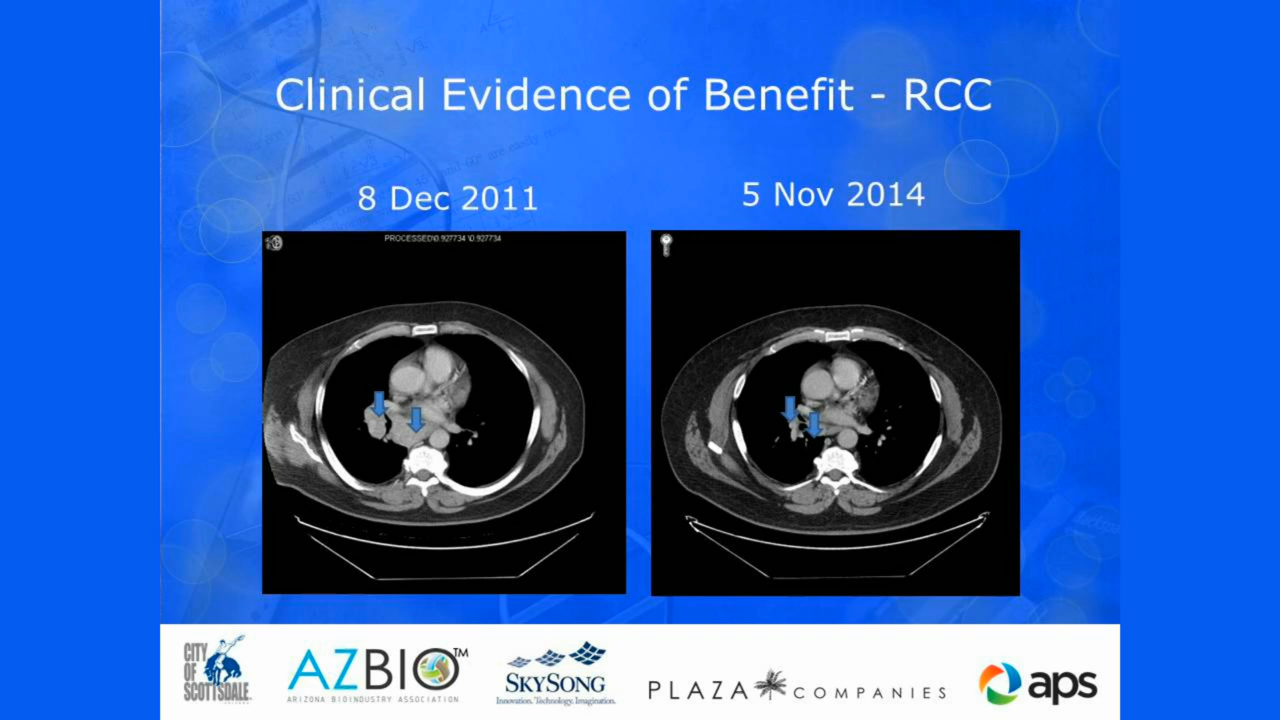 Clinical Evidence of Benefit - RCC
8 Dec 2011
5 Nov 2014
PROCESSED\0.927734 \0.927734
CITY
OF
SCOTTSDALE
AZBIO™
ARIZONA BIOINDUSTRY ASSOCIATION
SKYSONG
Innovation. Technology. Imagination.
PLAZA COMPANIES
aps